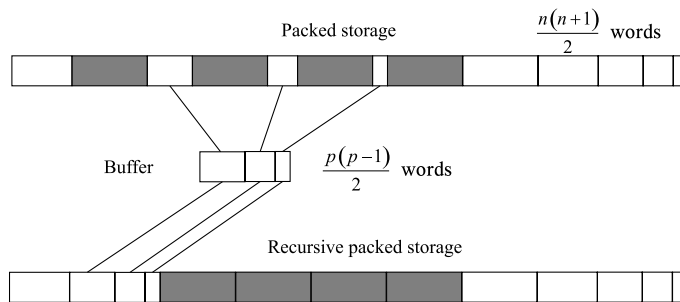 Packed storage
n(n+1)/2 words
Buffer
p(p−1)/2 words
Recursive packed storage